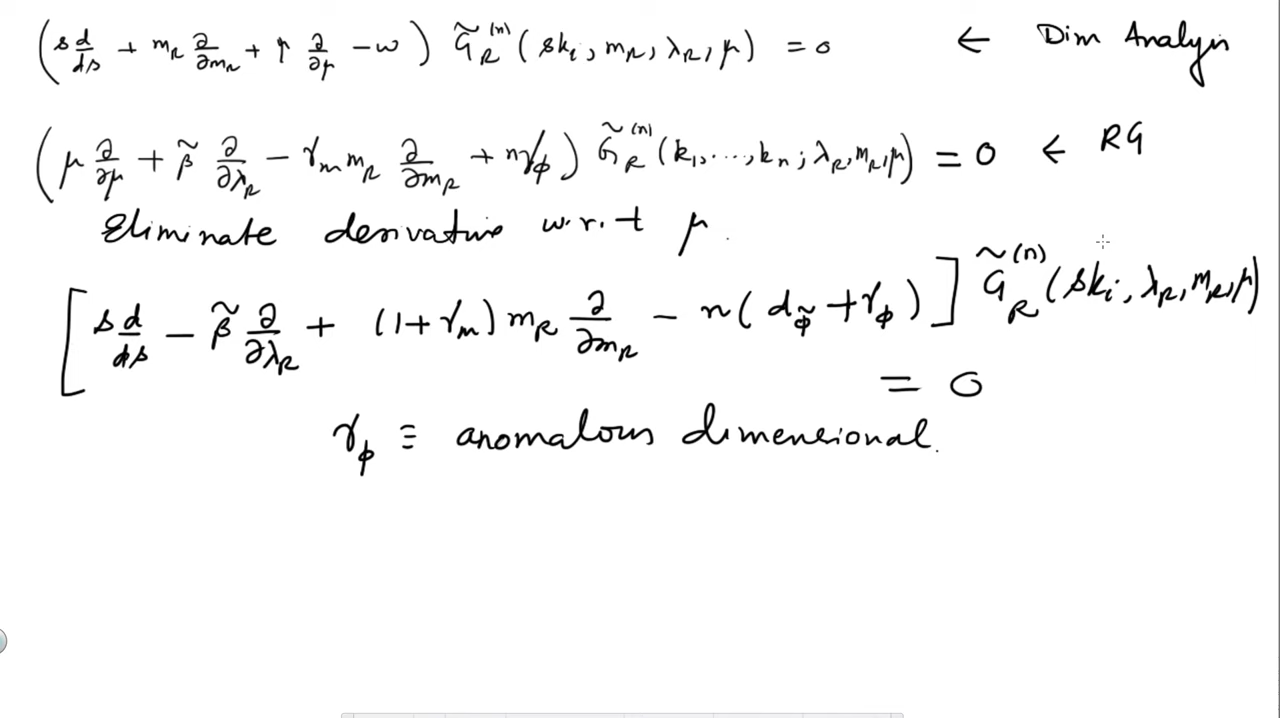 (s d/ds + m_R ∂/∂m_R + μ ∂/∂μ - ω) G̃_R^(n) (sk_i, m_R, λ_R, μ) = 0 ← Dim Analysis
(μ ∂/∂μ + β̃ ∂/∂λ_R - γ_m m_R ∂/∂m_R + nγ_ϕ) G̃_R^(n) (k_1, ..., k_n; λ_R, m_R, μ) = 0 ← RG
Eliminate derivative w.r.t μ.
[s d/ds - β̃ ∂/∂λ_R + (1+γ_m) m_R ∂/∂m_R - n(d_ϕ̃ + γ_ϕ)] G̃_R^(n) (sk_i, λ_R, m_R, μ)
= 0
γ_ϕ ≡ anomalous dimensional.